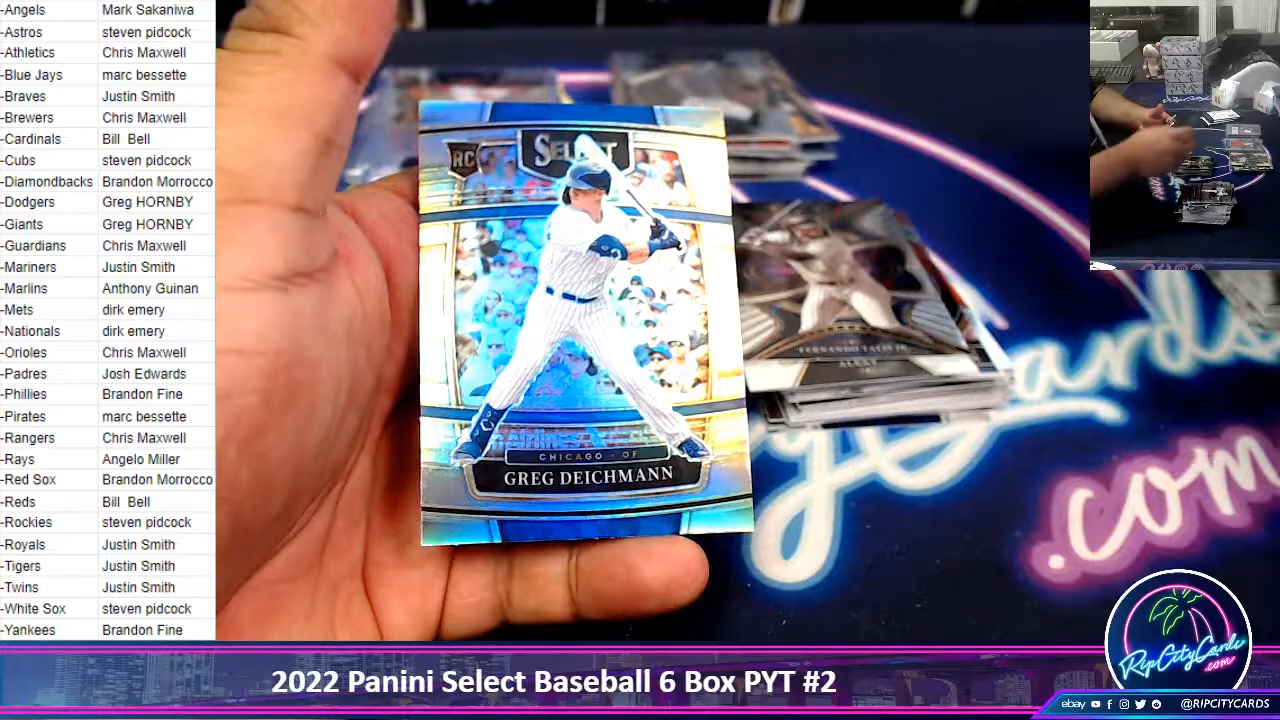 -Angels Mark Sakaniwa
-Astros steven pidcock
-Athletics Chris Maxwell
-Blue Jays marc bessette
-Braves Justin Smith
-Brewers Chris Maxwell
-Cardinals Bill Bell
-Cubs steven pidcock
-Diamondbacks Brandon Morrocco
-Dodgers Greg HORNBY
-Giants Greg HORNBY
-Guardians Chris Maxwell
-Mariners Justin Smith
-Marlins Anthony Guinan
-Mets dirk emery
-Nationals dirk emery
-Orioles Chris Maxwell
-Padres Josh Edwards
-Phillies Brandon Fine
-Pirates marc bessette
-Rangers Chris Maxwell
-Rays Angelo Miller
-Red Sox Brandon Morrocco
-Reds Bill Bell
-Rockies steven pidcock
-Royals Justin Smith
-Tigers Justin Smith
-Twins Justin Smith
-White Sox steven pidcock
-Yankees Brandon Fine
RC
SELECT
CHICAGO - OF
GREG DEICHMANN
FERNANDO TATIS JR.
.com
RipCityCards
.com
2022 Panini Select Baseball 6 Box PYT #2
ebay
@RIPCITYCARDS